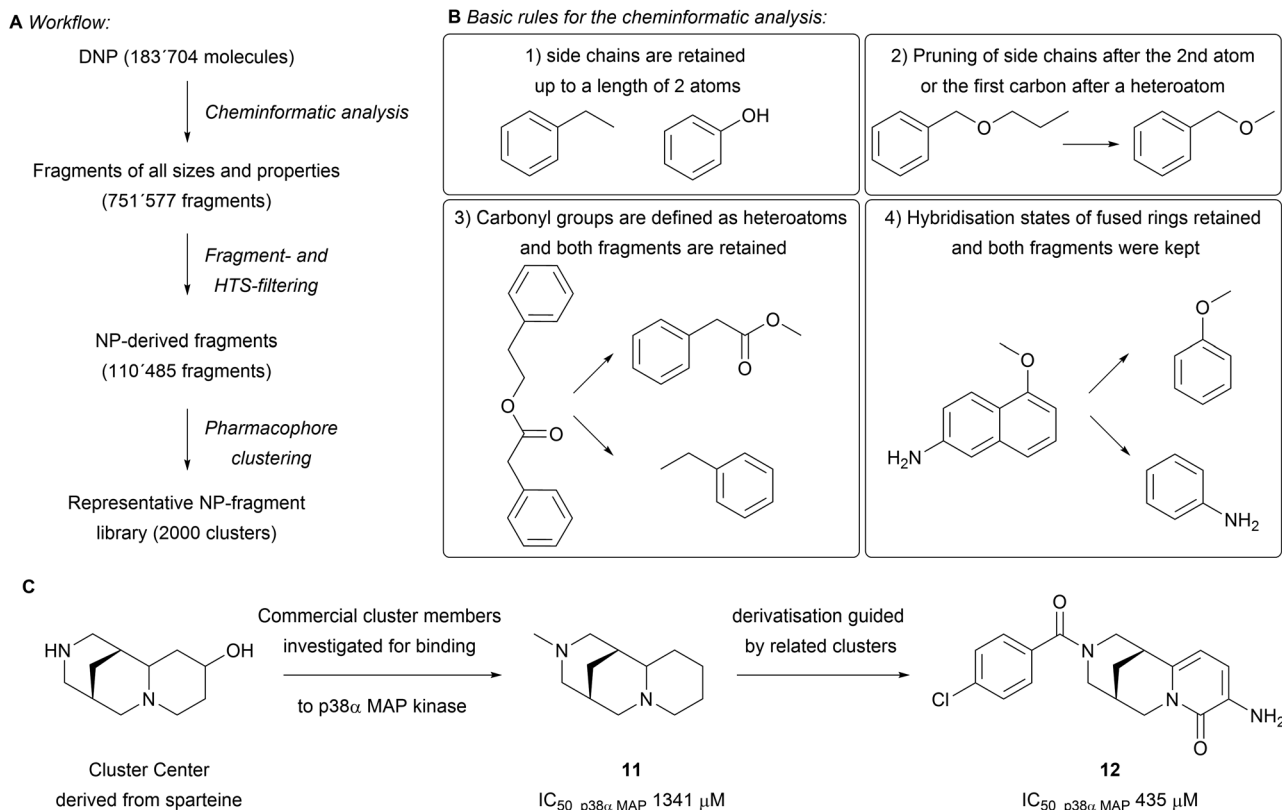 A Workflow:
DNP (183´704 molecules)
Cheminformatic analysis
Fragments of all sizes and properties
(751´577 fragments)
Fragment- and
HTS-filtering
NP-derived fragments
(110´485 fragments)
Pharmacophore
clustering
Representative NP-fragment
library (2000 clusters)
B Basic rules for the cheminformatic analysis:
1) side chains are retained
up to a length of 2 atoms
OH
2) Pruning of side chains after the 2nd atom
or the first carbon after a heteroatom
O
O
3) Carbonyl groups are defined as heteroatoms
and both fragments are retained
O
O
O
O
4) Hybridisation states of fused rings retained
and both fragments were kept
O
H2N
O
NH2
C
HN
OH
N
Cluster Center
derived from sparteine
Commercial cluster members
investigated for binding
to p38α MAP kinase
N
N
11
IC50 p38α MAP 1341 μM
derivatisation guided
by related clusters
O
N
Cl
N
NH2
O
12
IC50 p38α MAP 435 μM